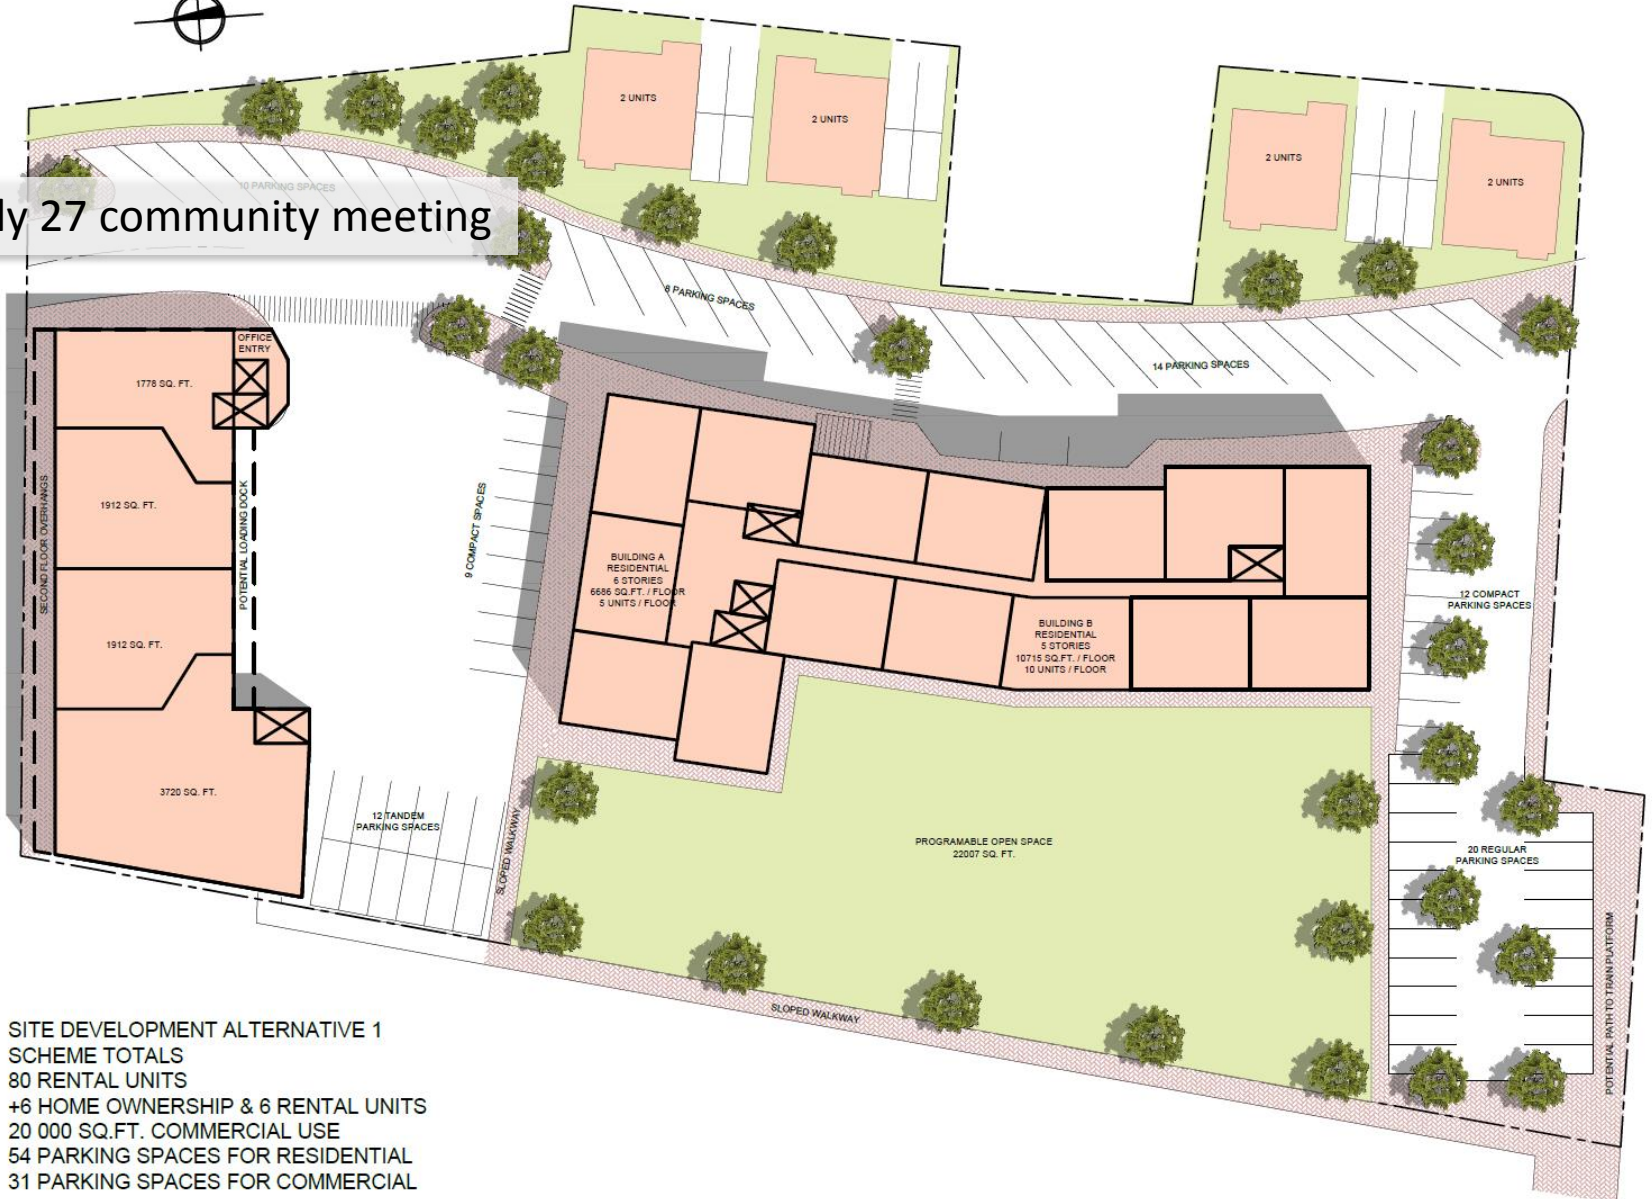 2 UNITS
2 UNITS
2 UNITS
2 UNITS
10 PARKING SPACES
ly 27 community meeting
8 PARKING SPACES
14 PARKING SPACES
OFFICE
ENTRY
1778 SQ. FT.
1912 SQ. FT.
1912 SQ. FT.
3720 SQ. FT.
SECOND FLOOR OVERHANGS
POTENTIAL LOADING DOCK
9 COMPACT SPACES
BUILDING A
RESIDENTIAL
6 STORIES
6686 SQ.FT. / FLOOR
5 UNITS / FLOOR
BUILDING B
RESIDENTIAL
5 STORIES
10715 SQ.FT. / FLOOR
10 UNITS / FLOOR
12 COMPACT
PARKING SPACES
12 TANDEM
PARKING SPACES
SLOPED WALKWAY
PROGRAMABLE OPEN SPACE
22007 SQ. FT.
20 REGULAR
PARKING SPACES
POTENTIAL PATH TO TRAIN PLATFORM
SLOPED WALKWAY
SITE DEVELOPMENT ALTERNATIVE 1
SCHEME TOTALS
80 RENTAL UNITS
+6 HOME OWNERSHIP & 6 RENTAL UNITS
20 000 SQ.FT. COMMERCIAL USE
54 PARKING SPACES FOR RESIDENTIAL
31 PARKING SPACES FOR COMMERCIAL